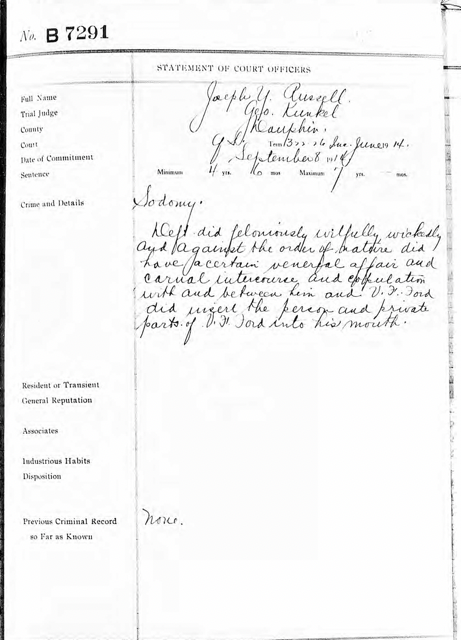 No. B 7291
STATEMENT OF COURT OFFICERS
Full Name Joseph Y. Russell.
Trial Judge Geo. Kunkel
County Dauphin.
Court Q.S. Term 13 22 26 Inc. June 1914.
Date of Commitment September 8 1914
Sentence Minimum 4 yrs. 6 mos Maximum 7 yrs. mos.
Crime and Details Sodomy.
Deft did feloniously wilfully wickedly
and against the order of nature did
have a certain venereal affair and
carnal intercourse and copulation
with and between him and V. F. Ford
did insert the person and private
parts of V. F. Ford into his mouth.
Resident or Transient
General Reputation
Associates
Industrious Habits
Disposition
Previous Criminal Record None.
so Far as Known